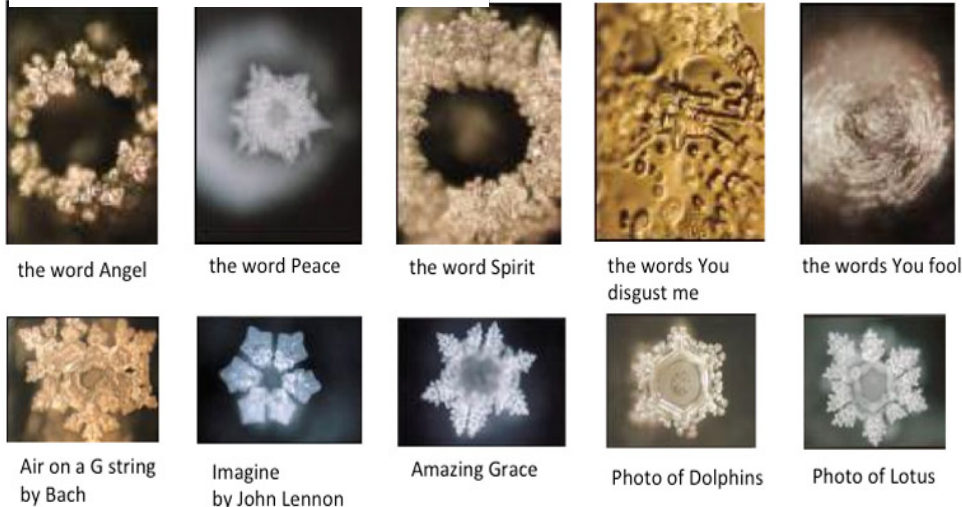 the word Angel
the word Peace
the word Spirit
the words You
disgust me
the words You fool
Air on a G string
by Bach
Imagine
by John Lennon
Amazing Grace
Photo of Dolphins
Photo of Lotus